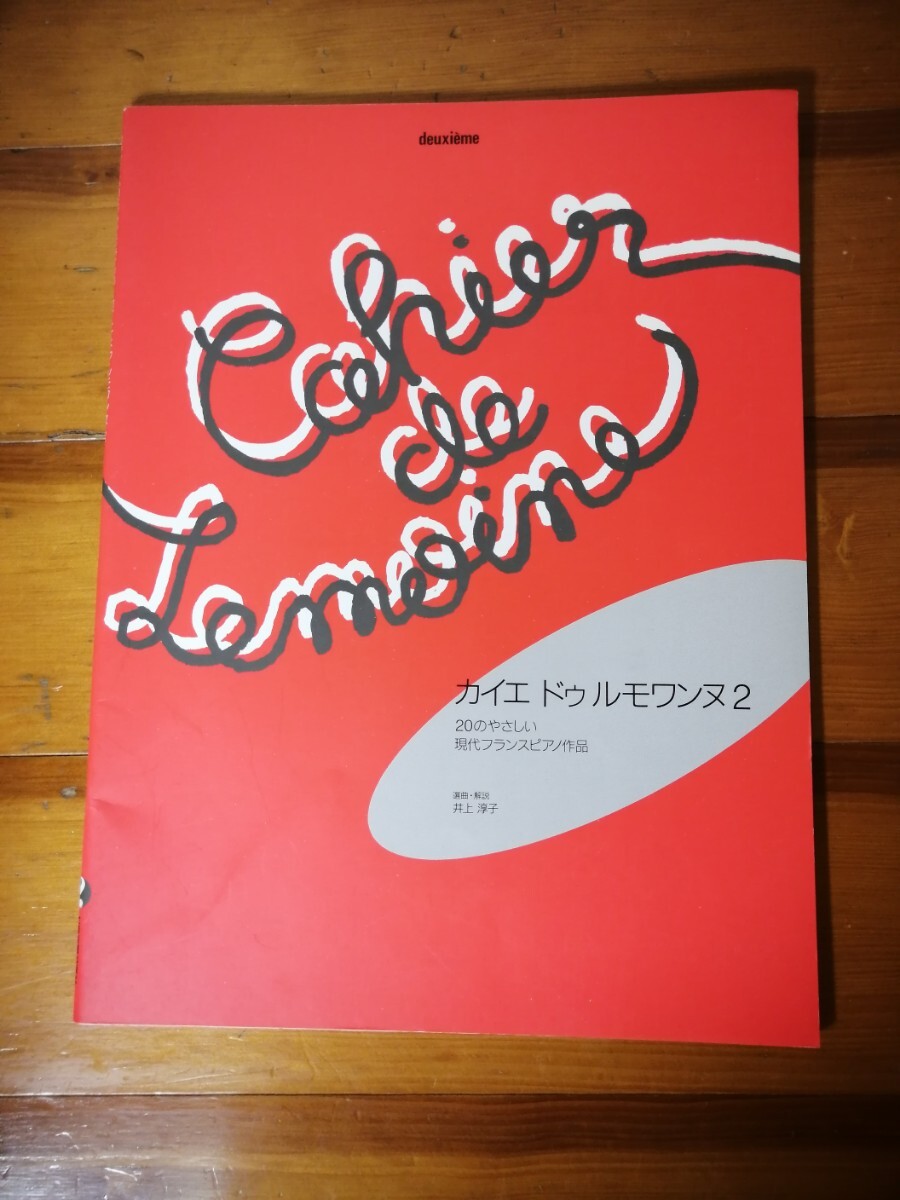 deuxième
Cahier
de
Lemoine
カイエ ドゥ ルモワンヌ2
20のやさしい
現代フランスピアノ作品
選曲・解説
井上 淳子